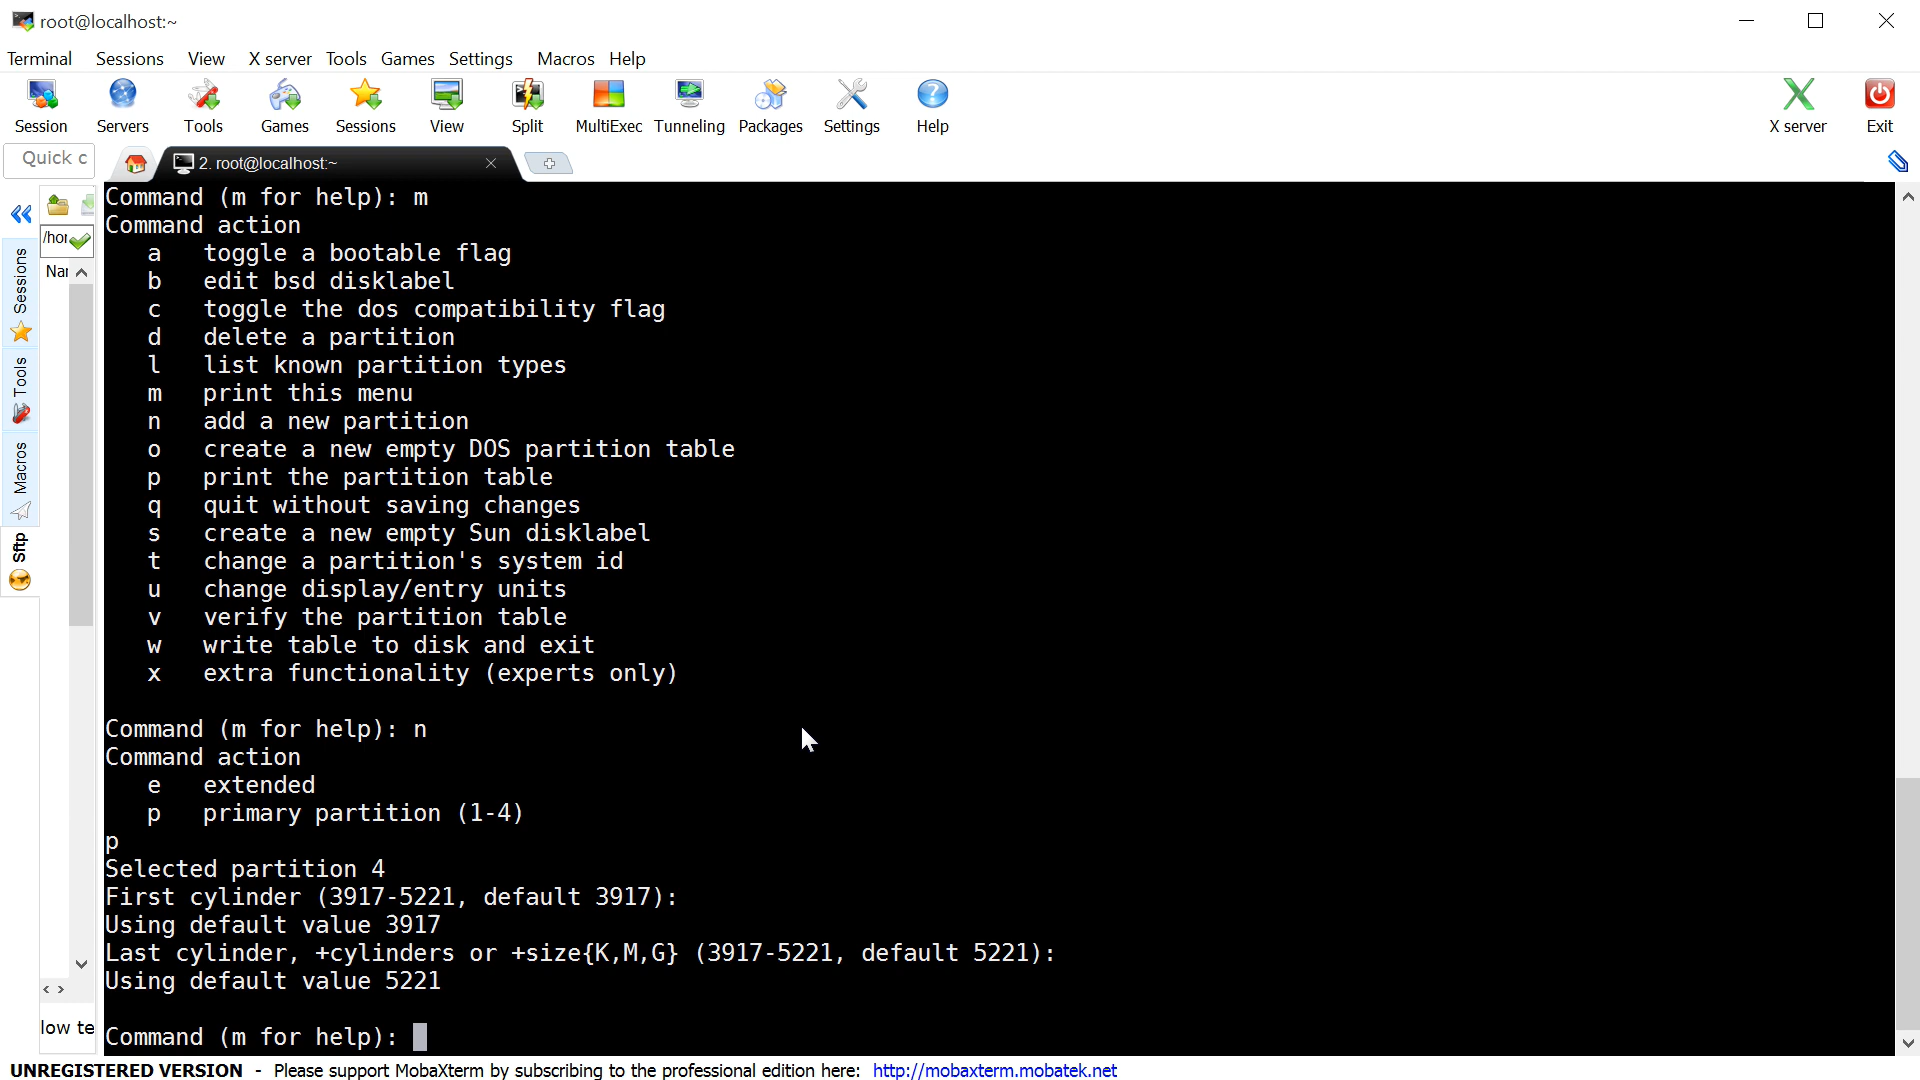 root@localhost:~
Terminal Sessions View X server Tools Games Settings Macros Help
Session Servers Tools Games Sessions View Split MultiExec Tunneling Packages Settings Help X server Exit
Quick c
2. root@localhost:~
/hor
Nar
Sessions
Tools
Macros
Sftp
low te
Command (m for help): m
Command action
a toggle a bootable flag
b edit bsd disklabel
c toggle the dos compatibility flag
d delete a partition
l list known partition types
m print this menu
n add a new partition
o create a new empty DOS partition table
p print the partition table
q quit without saving changes
s create a new empty Sun disklabel
t change a partition's system id
u change display/entry units
v verify the partition table
w write table to disk and exit
x extra functionality (experts only)
Command (m for help): n
Command action
e extended
p primary partition (1-4)
p
Selected partition 4
First cylinder (3917-5221, default 3917):
Using default value 3917
Last cylinder, +cylinders or +size{K,M,G} (3917-5221, default 5221):
Using default value 5221
Command (m for help):
UNREGISTERED VERSION - Please support MobaXterm by subscribing to the professional edition here: http://mobaxterm.mobatek.net